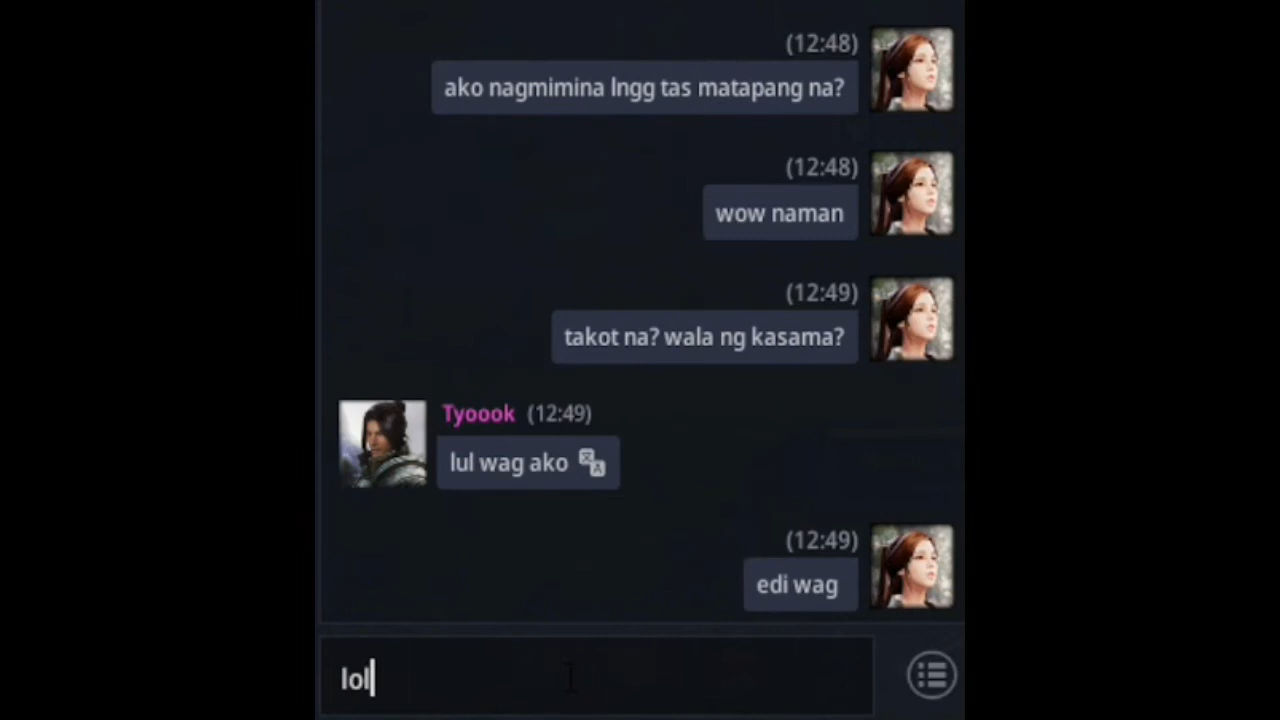 (12:48)
ako nagmimina lngg tas matapang na?
(12:48)
wow naman
(12:49)
takot na? wala ng kasama?
Tyoook (12:49)
lul wag ako
(12:49)
edi wag
lol